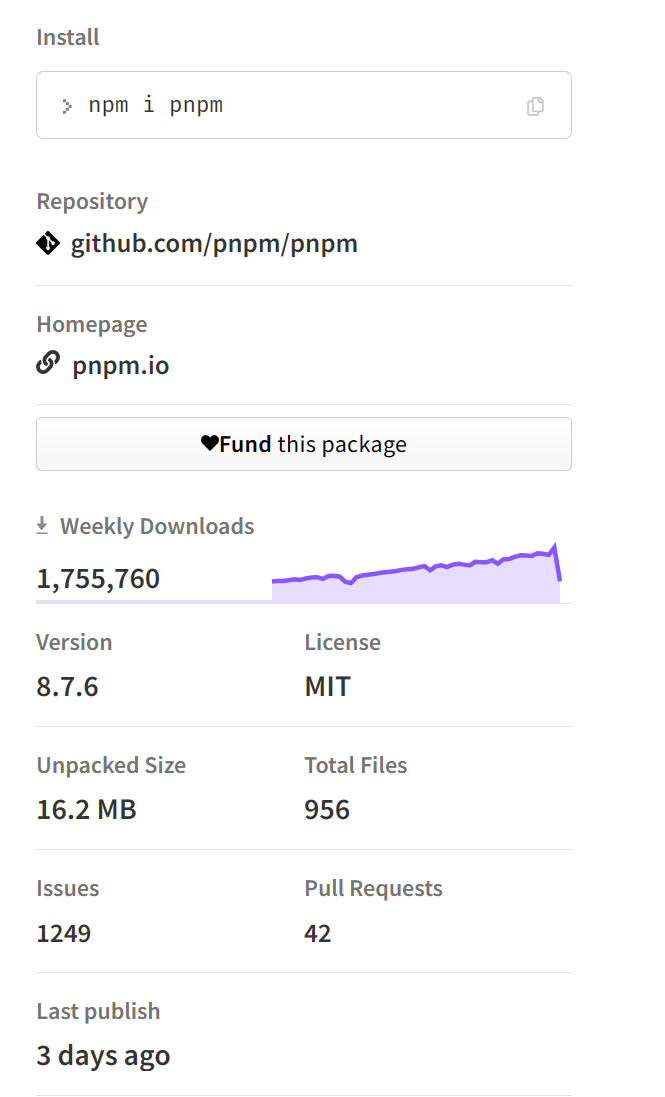 Install
npm i pnpm
Repository
github.com/pnpm/pnpm
Homepage
pnpm.io
Fund this package
Weekly Downloads
1,755,760
Version License
8.7.6 MIT
Unpacked Size Total Files
16.2 MB 956
Issues Pull Requests
1249 42
Last publish
3 days ago